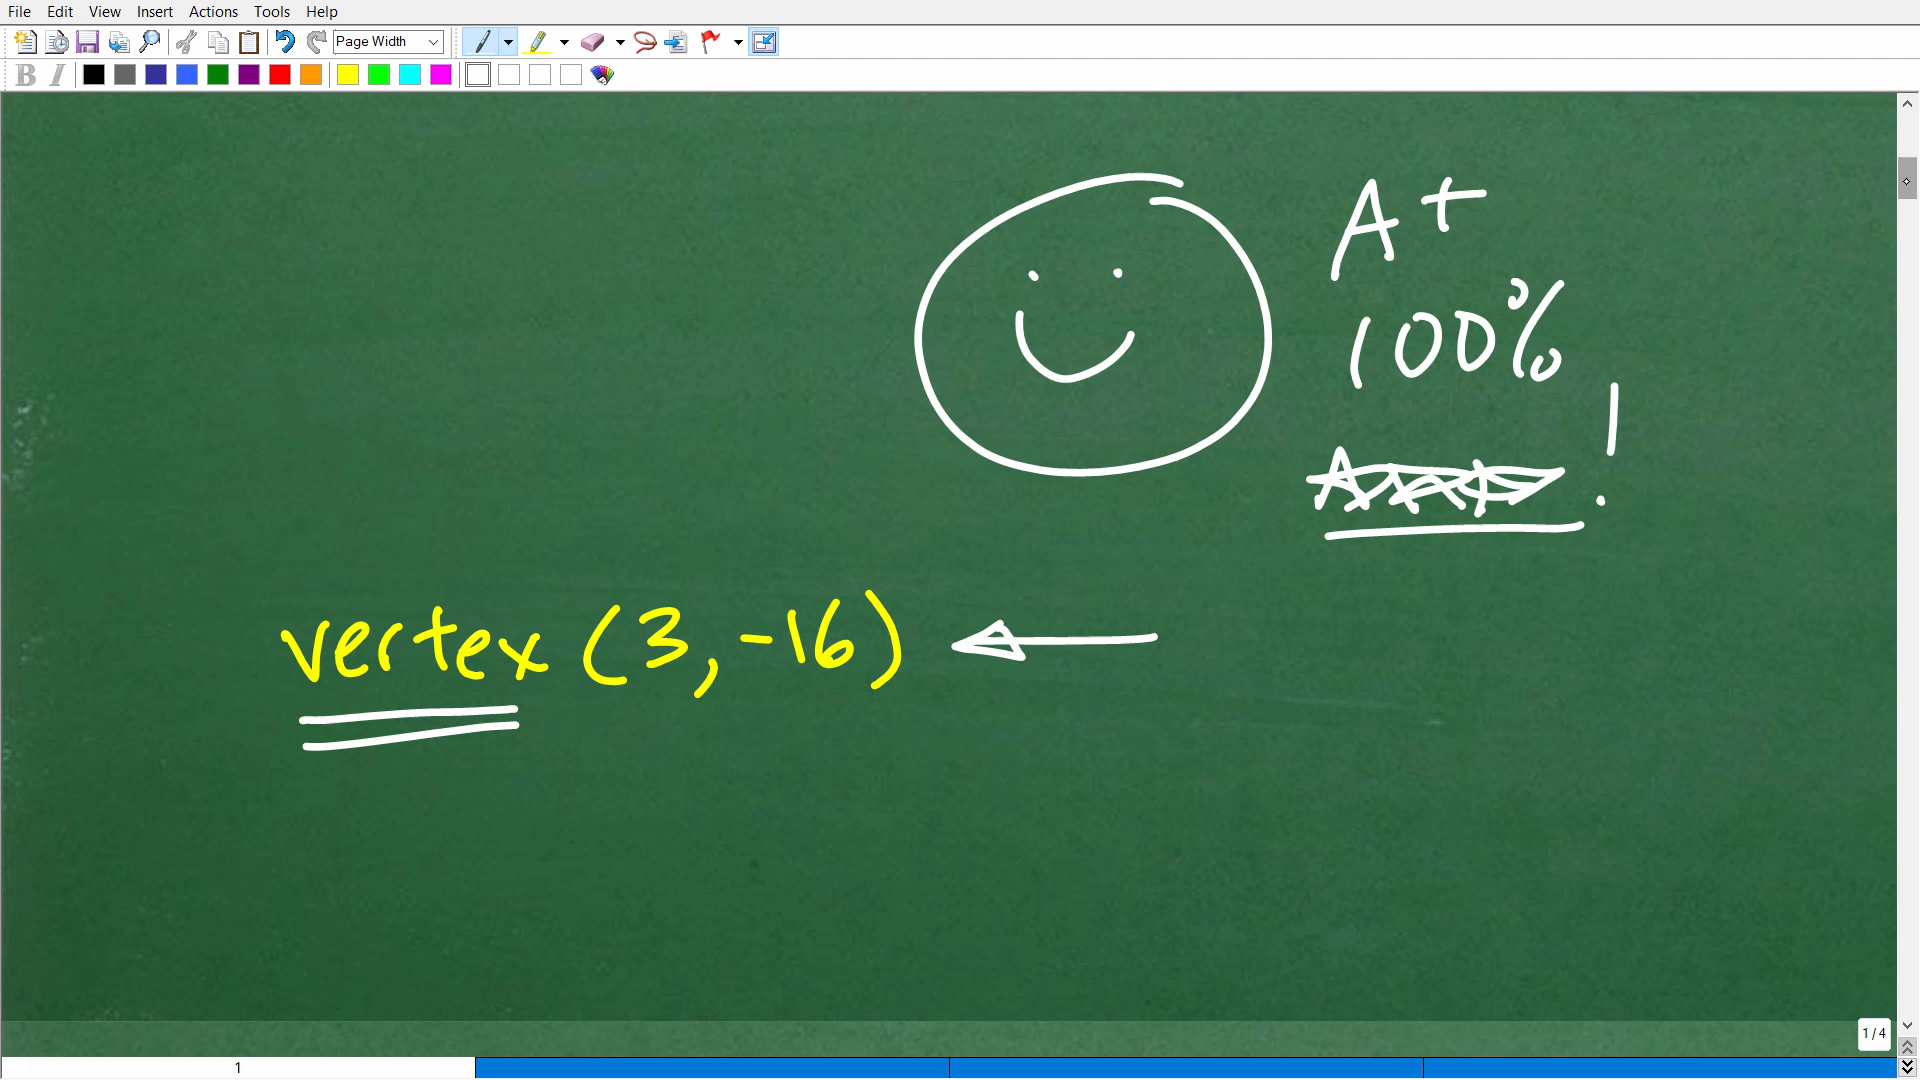 File Edit View Insert Actions Tools Help
Page Width
B I
A+
100%
!
vertex (3,-16)
1 / 4
1